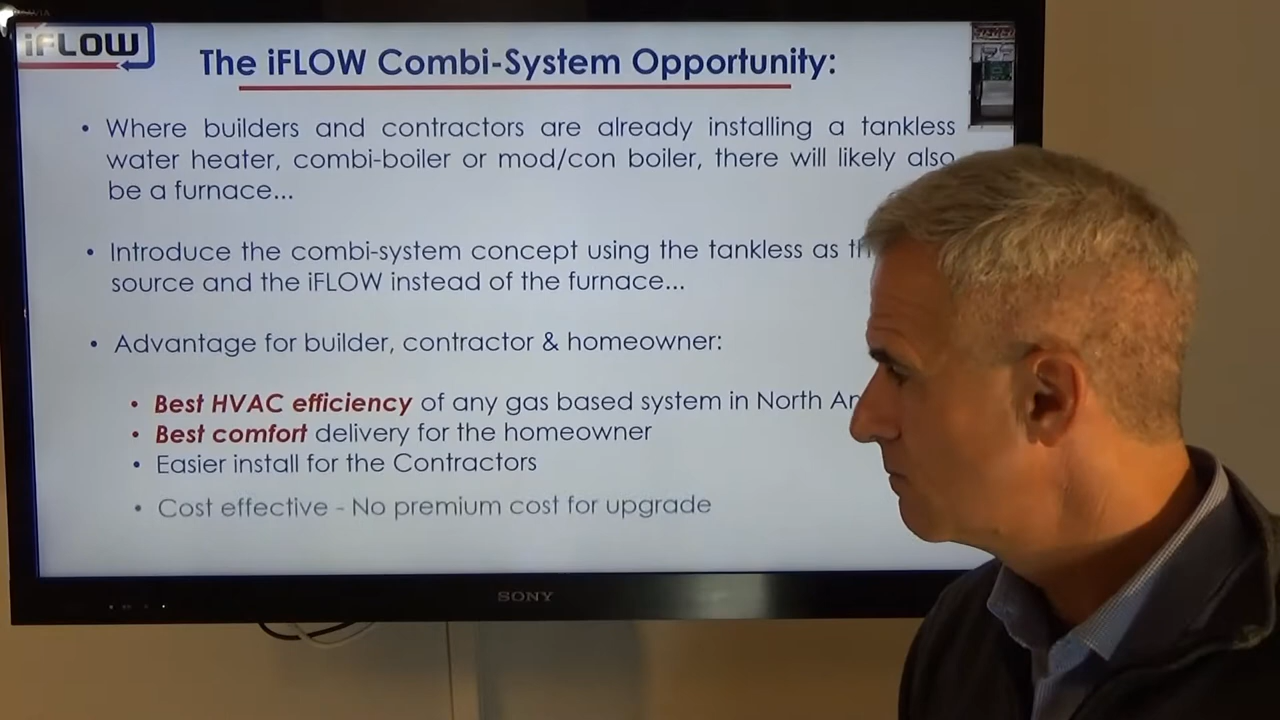 iFLOW
The iFLOW Combi-System Opportunity:
• Where builders and contractors are already installing a tankless
water heater, combi-boiler or mod/con boiler, there will likely also
be a furnace...
• Introduce the combi-system concept using the tankless as
source and the iFLOW instead of the furnace...
• Advantage for builder, contractor & homeowner:
• Best HVAC efficiency of any gas based system in North
• Best comfort delivery for the homeowner
• Easier install for the Contractors
• Cost effective - No premium cost for upgrade
SONY